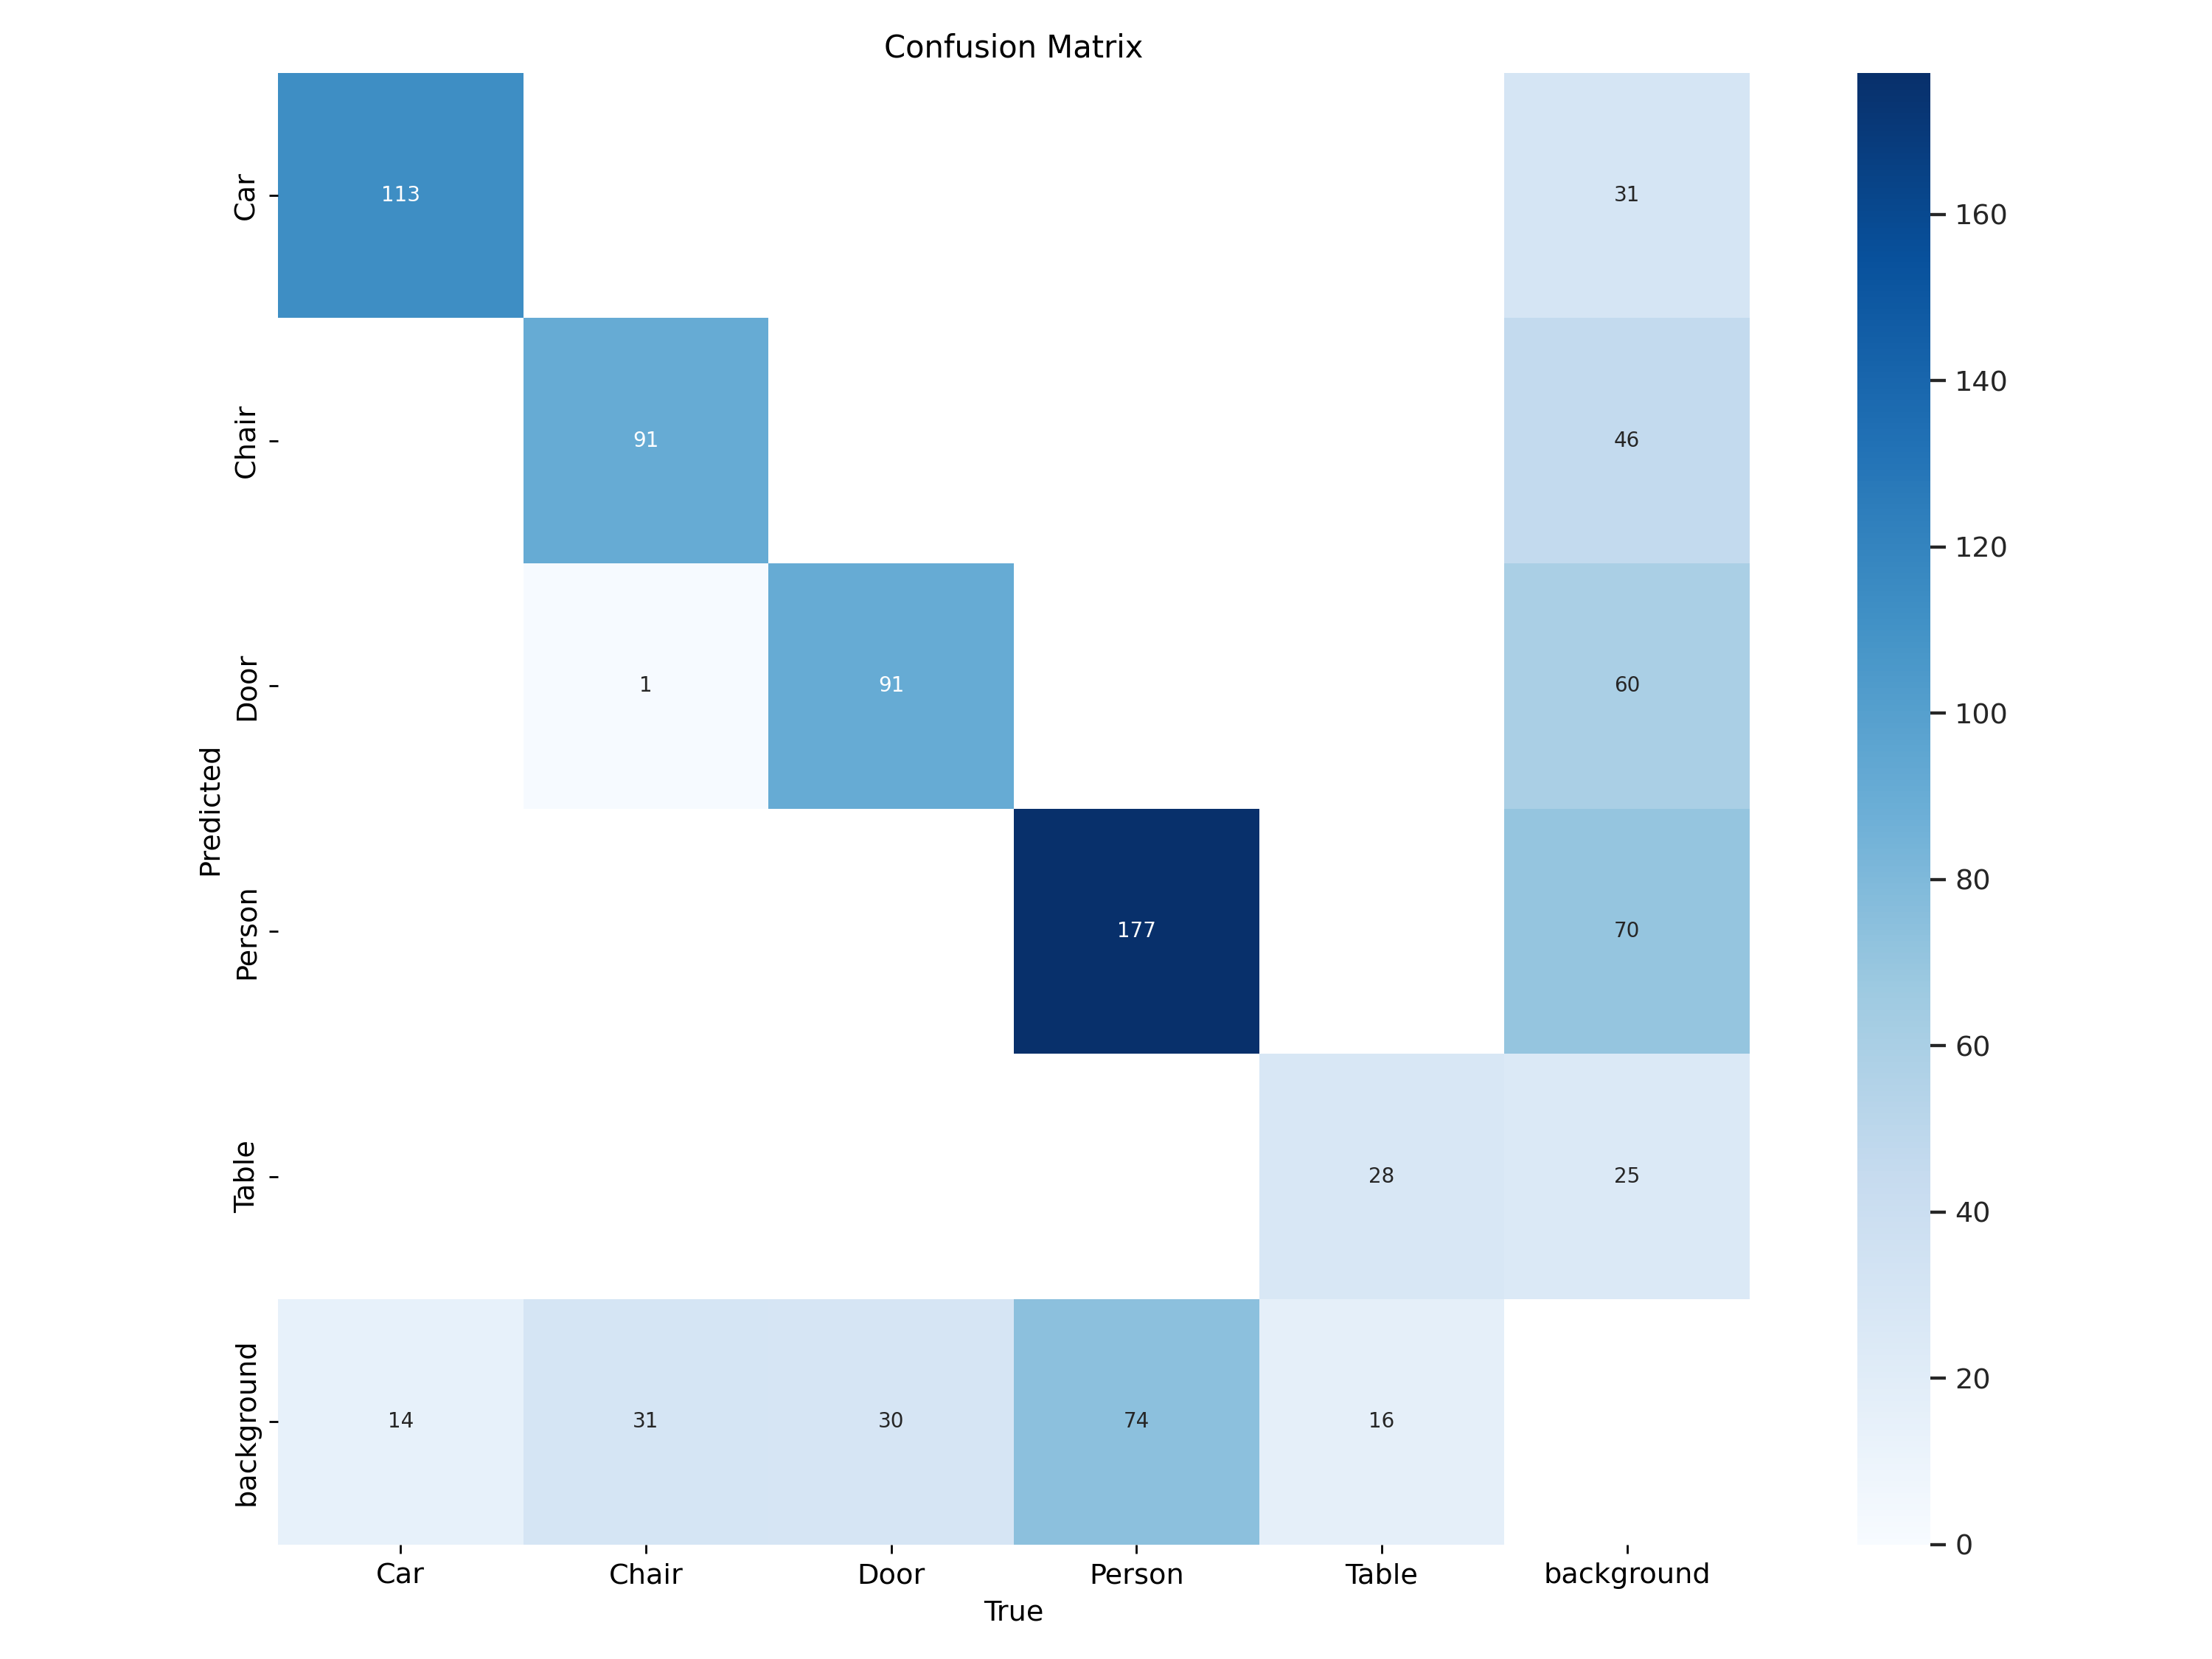 Confusion Matrix
Car
113
31
160
140
Chair
91
46
120
Door
1
91
60
100
Predicted
Person
177
70
80
60
Table
28
25
40
20
background
14
31
30
74
16
0
Car Chair Door Person Table background
True